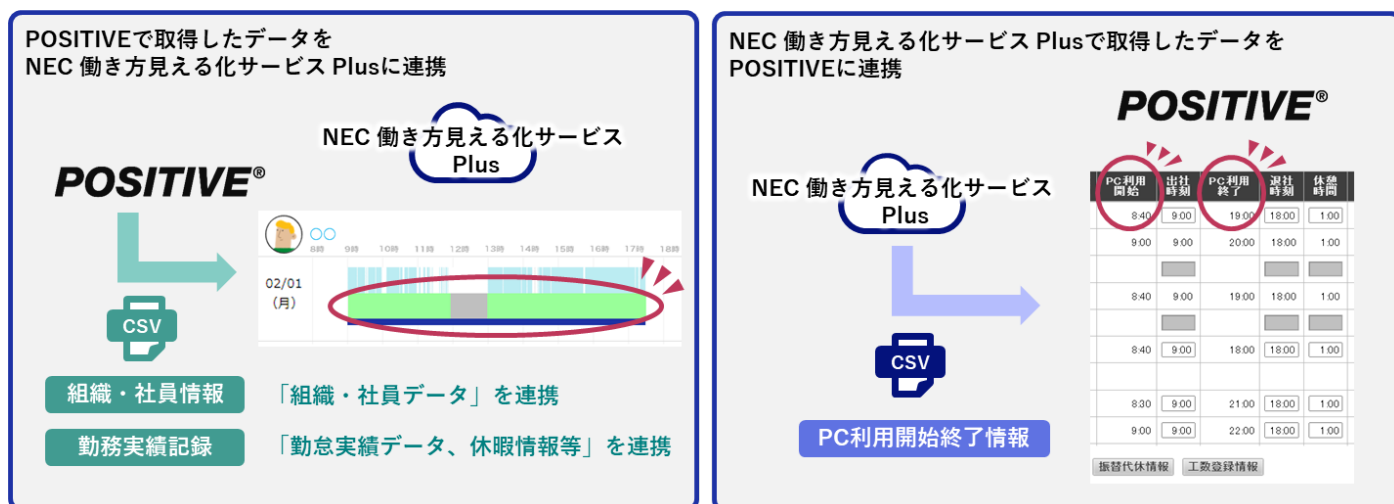 POSITIVEで取得したデータを
NEC 働き方見える化サービス Plusに連携
NEC 働き方見える化サービス
Plus
POSITIVE®
○○
8時 9時 10時 11時 12時 13時 14時 15時 16時 17時 18時
02/01
(月)
CSV
組織・社員情報 「組織・社員データ」を連携
勤務実績記録 「勤怠実績データ、休暇情報等」を連携
NEC 働き方見える化サービス Plusで取得したデータを
POSITIVEに連携
POSITIVE®
NEC 働き方見える化サービス
Plus
CSV
PC利用開始終了情報
PC利用 出社 PC利用 退社 休憩
開始 時刻 終了 時刻 時間
8:40 9:00 19:00 18:00 1:00
9:00 9:00 20:00 18:00 1:00
8:40 9:00 19:00 18:00 1:00
8:40 9:00 18:00 18:00 1:00
8:30 9:00 21:00 18:00 1:00
9:00 9:00 22:00 18:00 1:00
振替代休情報 工数登録情報